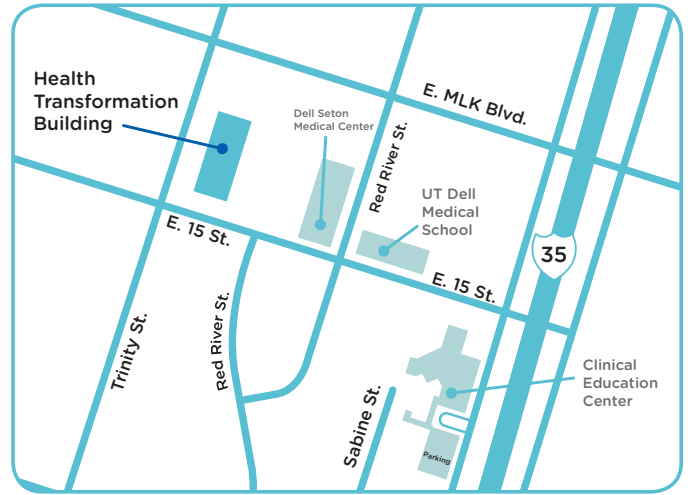 Health
Transformation
Building
Dell Seton
Medical Center
E. MLK Blvd.
Red River St.
UT Dell
Medical
School
E. 15 St.
35
E. 15 St.
Red River St.
Trinity St.
Clinical
Education
Center
Sabine St.
Parking